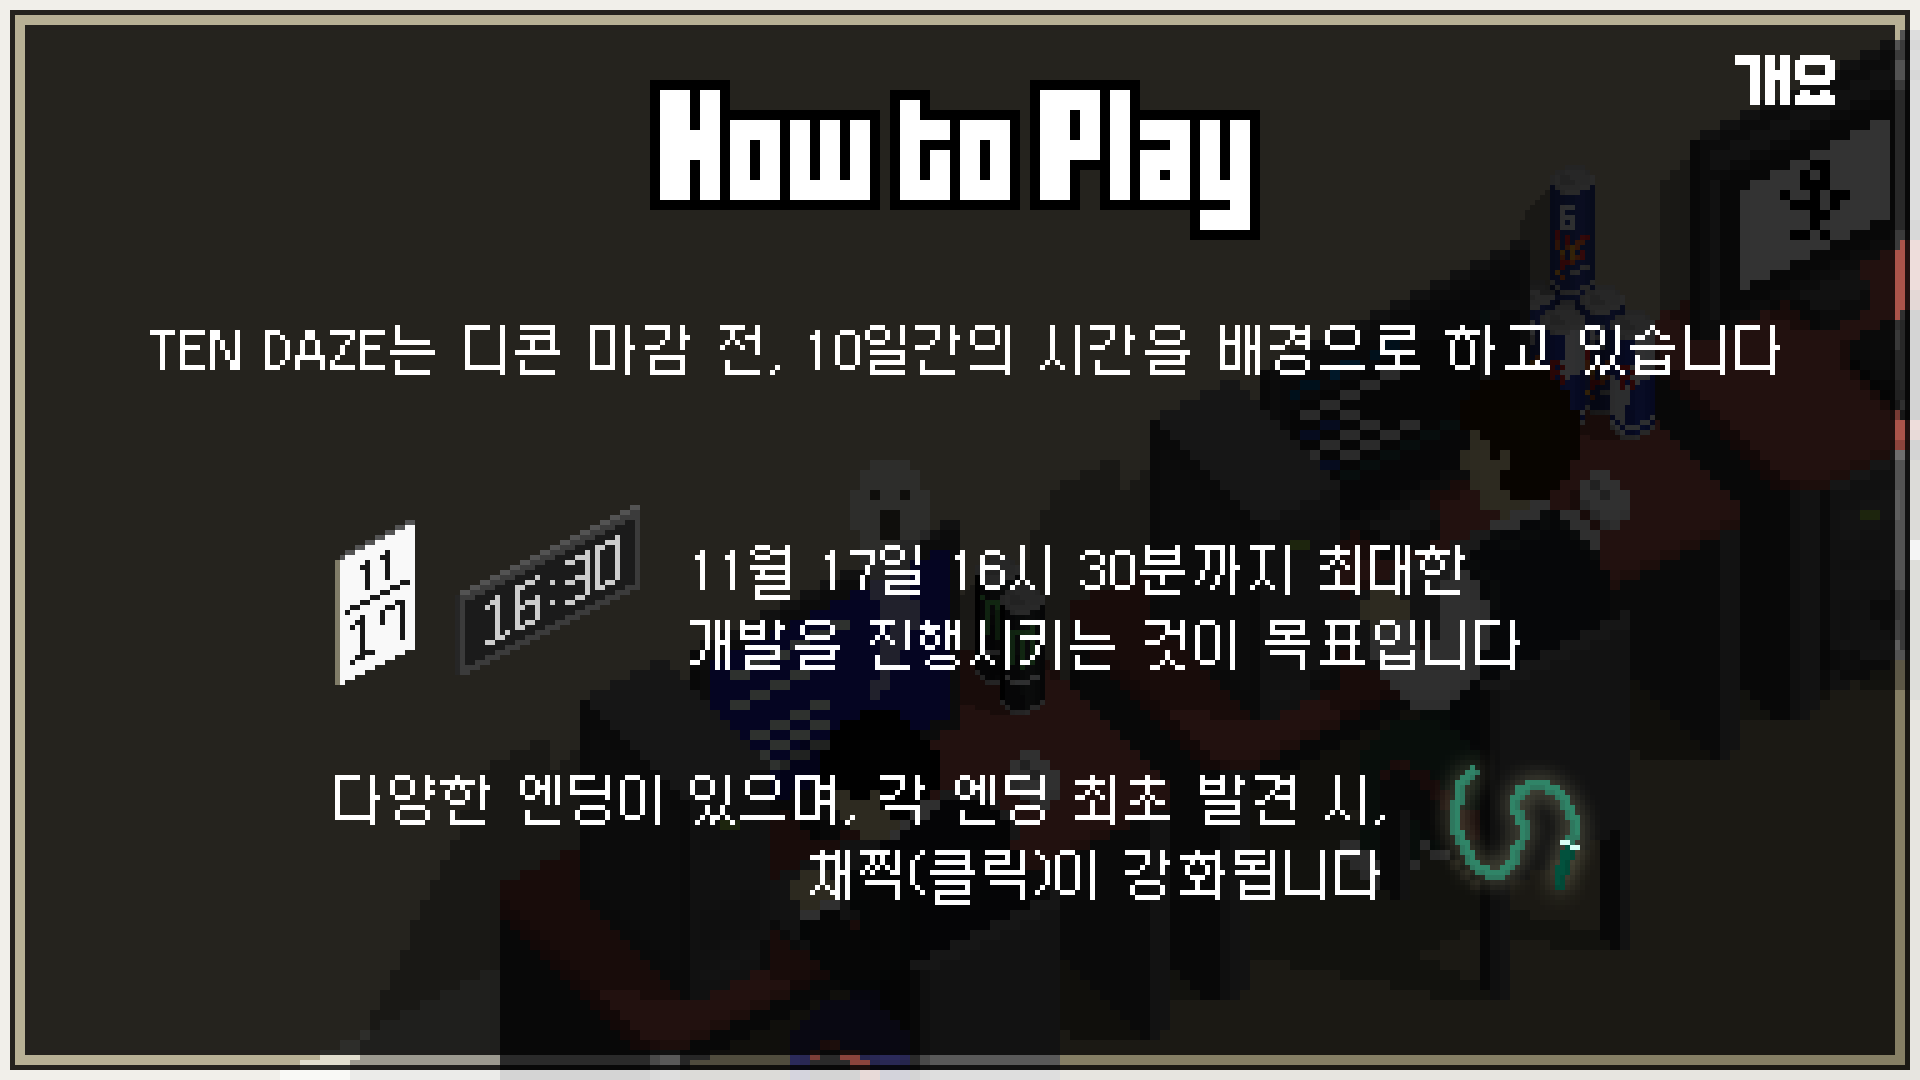 개요
How to Play
TEN DAZE는 디콘 마감 전, 10일간의 시간을 배경으로 하고 있습니다
11
17
16:30
11월 17일 16시 30분까지 최대한
개발을 진행시키는 것이 목표입니다
다양한 엔딩이 있으며, 각 엔딩 최초 발견 시,
채찍(클릭)이 강화됩니다
6